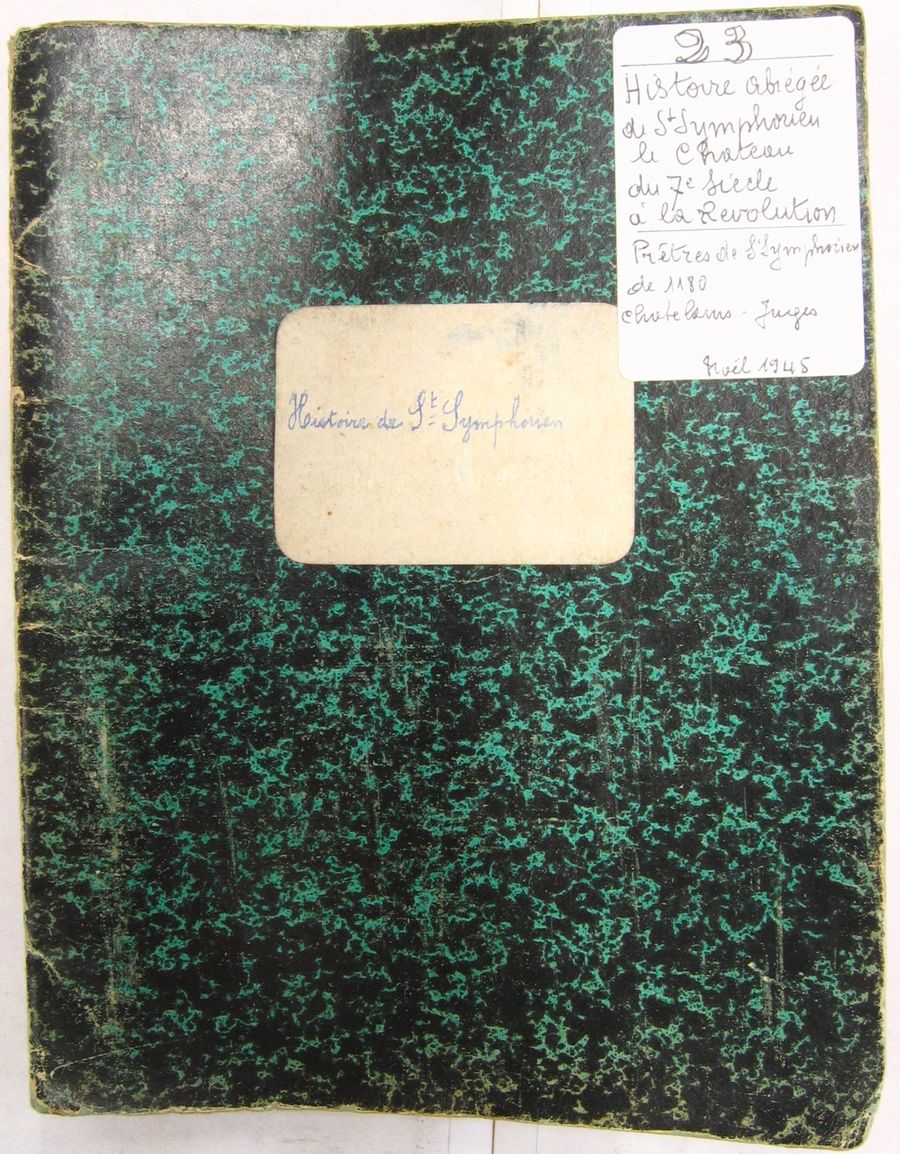 23
Histoire abiégée
de St Symphorien
le Chateau
du 7e Siècle
à la Revolution
Prêtres de St Symphorien
de 1180
Chatelains - Juges
Noël 1945
Histoire de St Symphorien